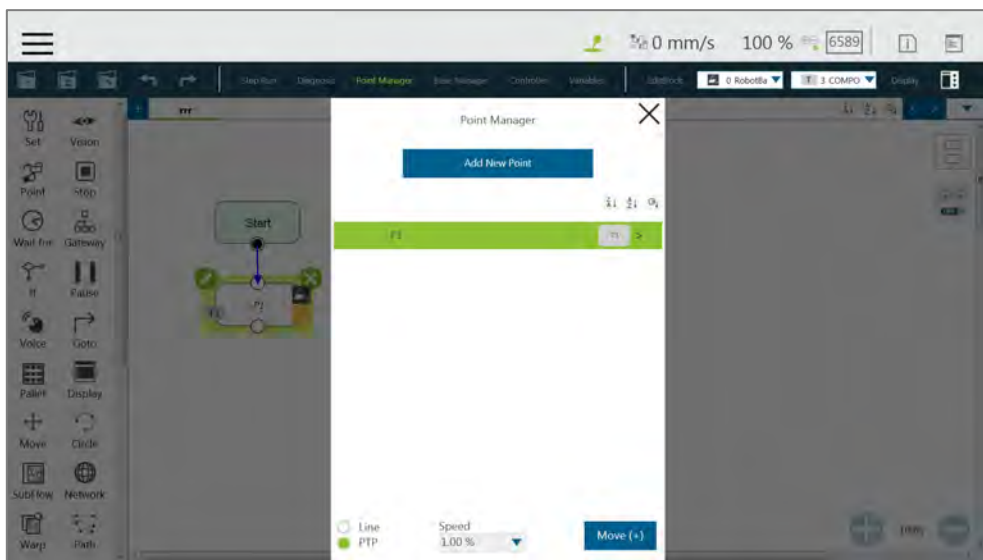 0 mm/s 100 % 6589
Step Run Diagnosis Point Manager Base Manager Controller Variables 0 RobotBa T 3 COMPO Display
Set Vision
Point Stop
Wait for Gateway
If Pause
Voice Goto
Pallet Display
Move Circle
SubFlow Network
Warp Path
Start
P1
Point Manager
Add New Point
P1
Line
PTP
Speed
1.00 %
Move (+)